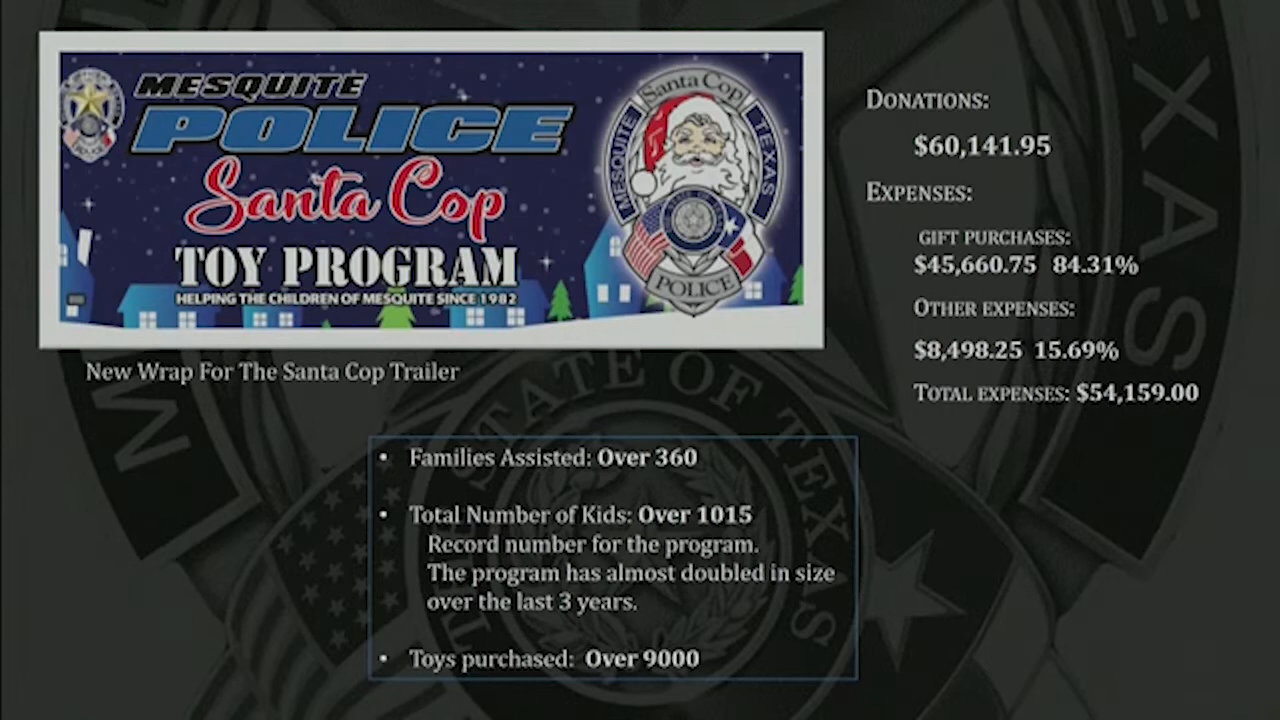 MESQUITE
POLICE
Santa Cop
TOY PROGRAM
HELPING THE CHILDREN OF MESQUITE SINCE 1982
Santa Cop
MESQUITE
TEXAS
POLICE
New Wrap For The Santa Cop Trailer
DONATIONS:
$60,141.95
EXPENSES:
GIFT PURCHASES:
$45,660.75 84.31%
OTHER EXPENSES:
$8,498.25 15.69%
TOTAL EXPENSES: $54,159.00
• Families Assisted: Over 360
• Total Number of Kids: Over 1015
Record number for the program.
The program has almost doubled in size
over the last 3 years.
• Toys purchased: Over 9000
STATE OF TEXAS